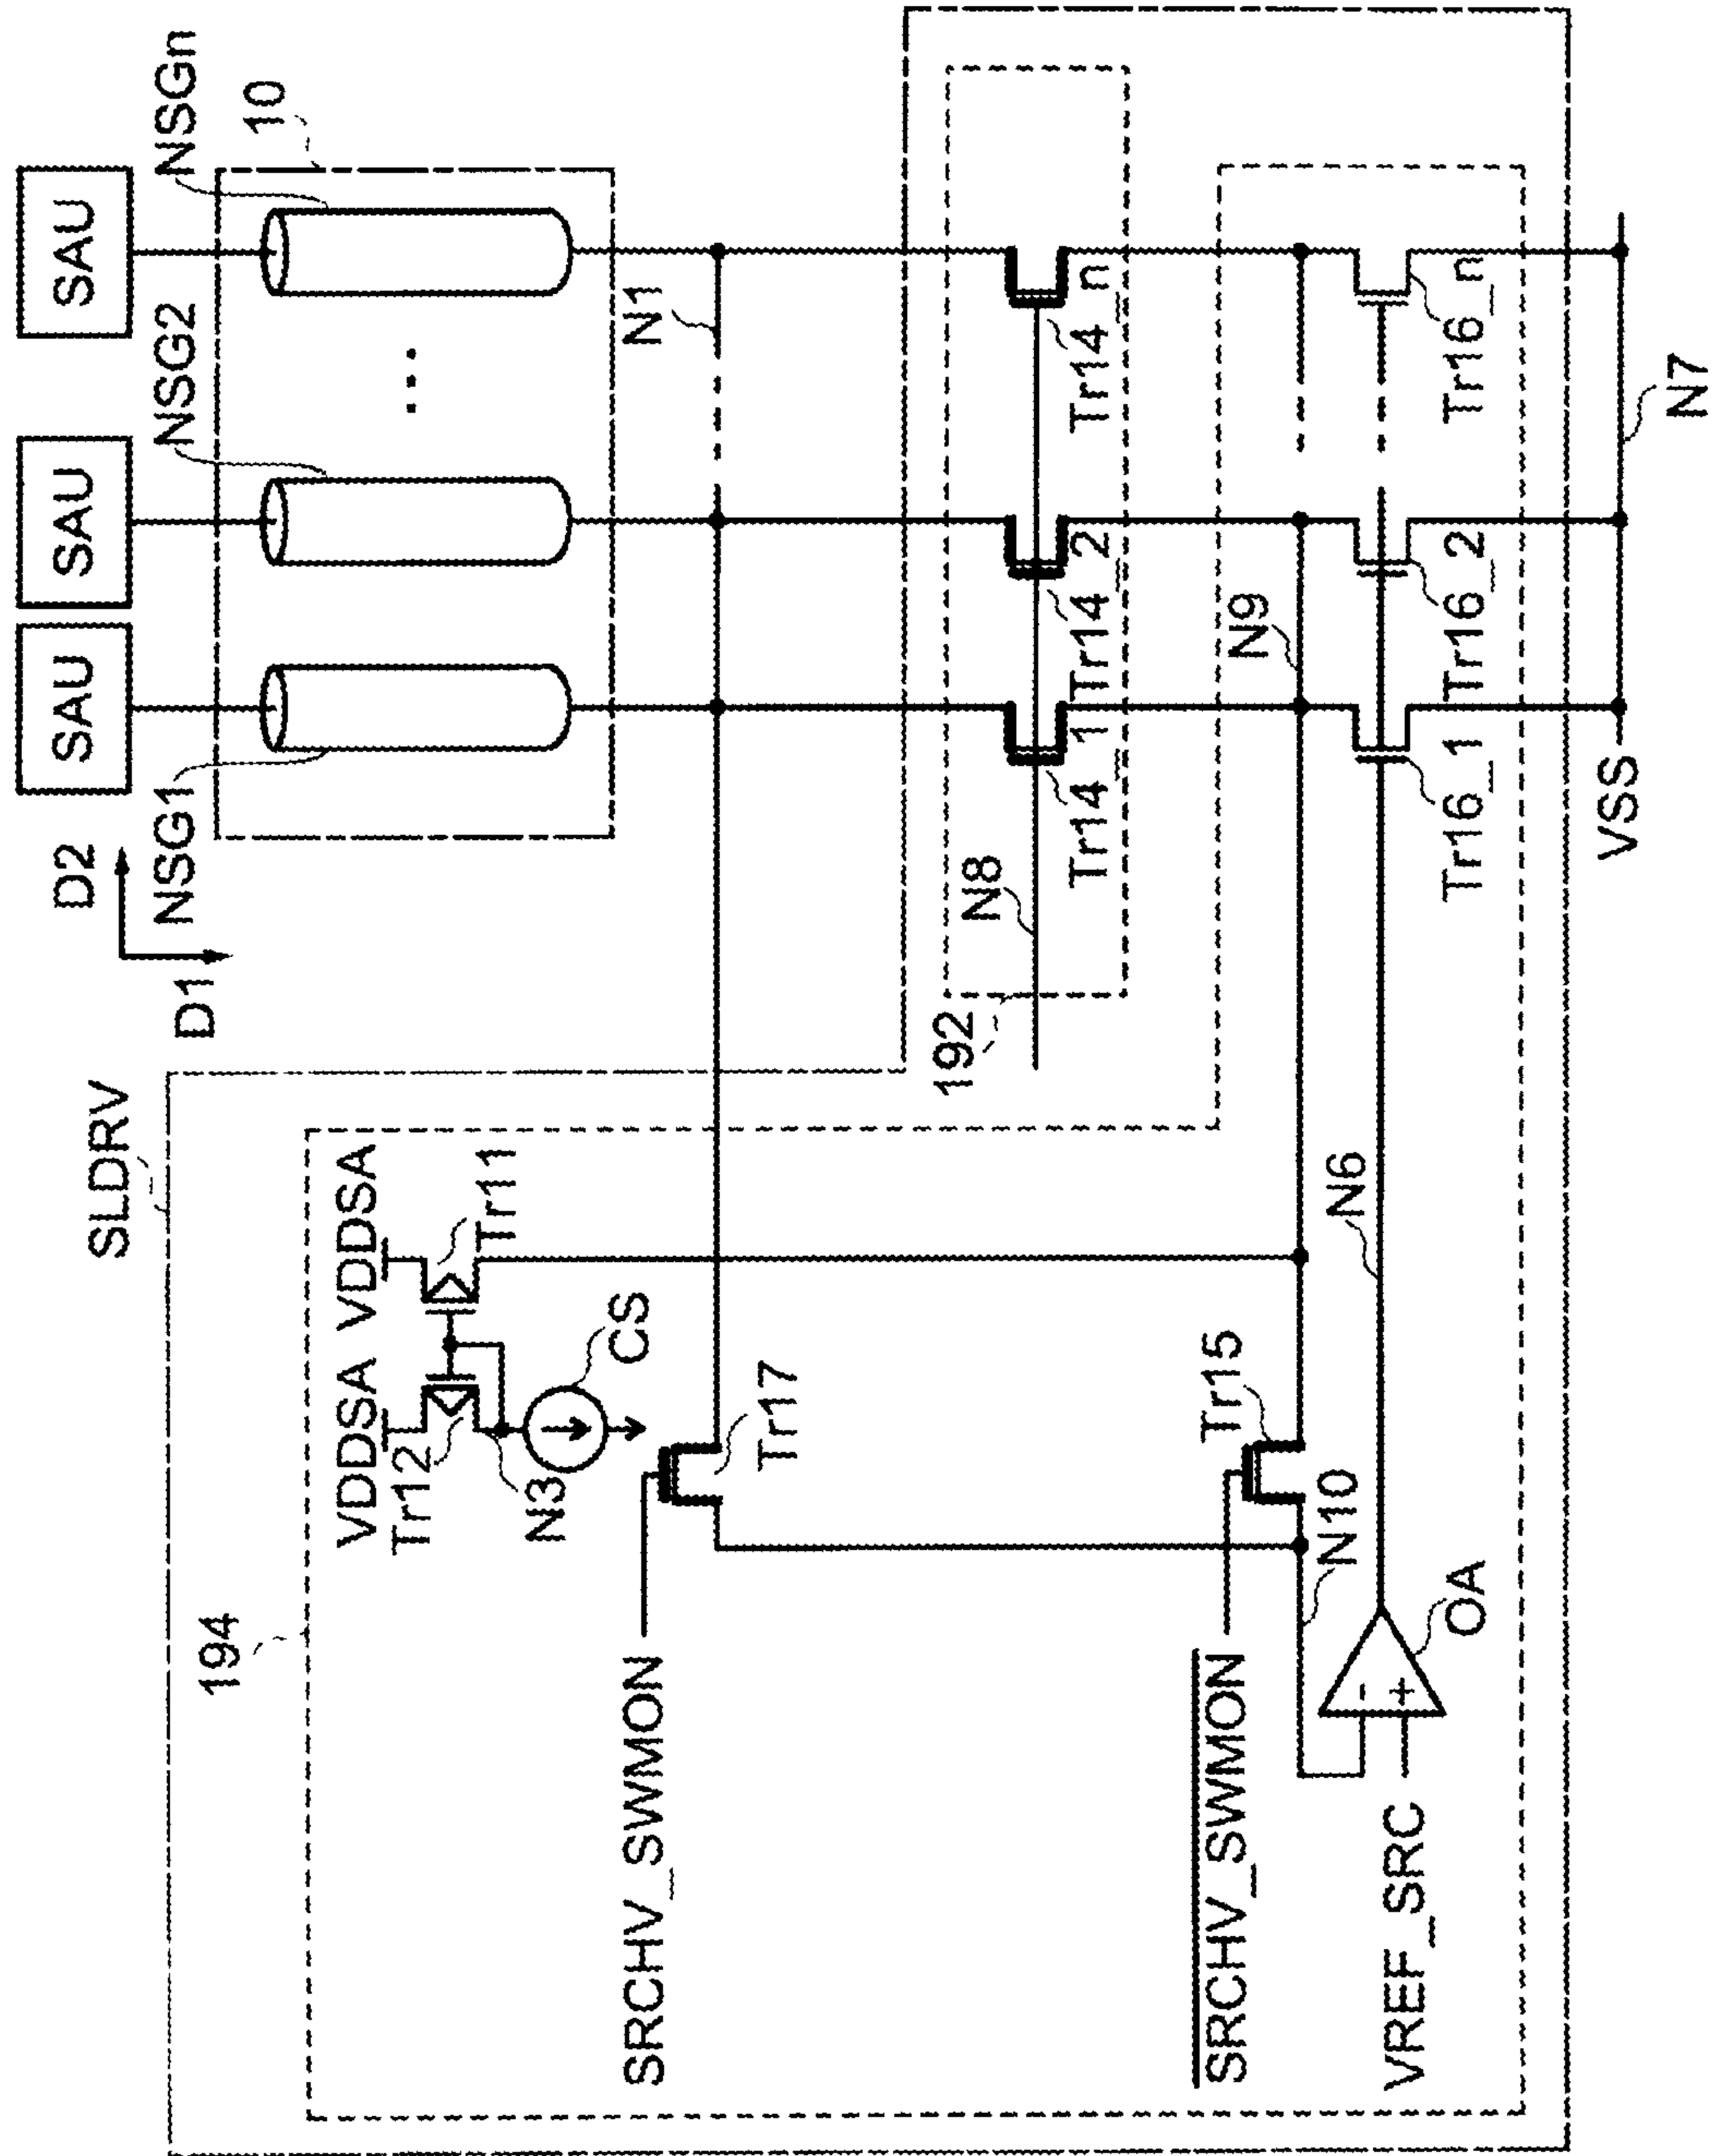 SAU
SAU
SAU
NSG1
NSG2
NSGn
10
D2
D1
N1
SLDRV
194
VDDSA
VDDSA
Tr12
Tr11
N3
CS
SRCHV_SWMON
Tr17
192
N8
Tr14_1
Tr14_2
Tr14_n
SRCHV_SWMON
Tr15
N10
N9
N6
VREF_SRC
-
+
OA
Tr16_1
Tr16_2
Tr16_n
VSS
N7
...